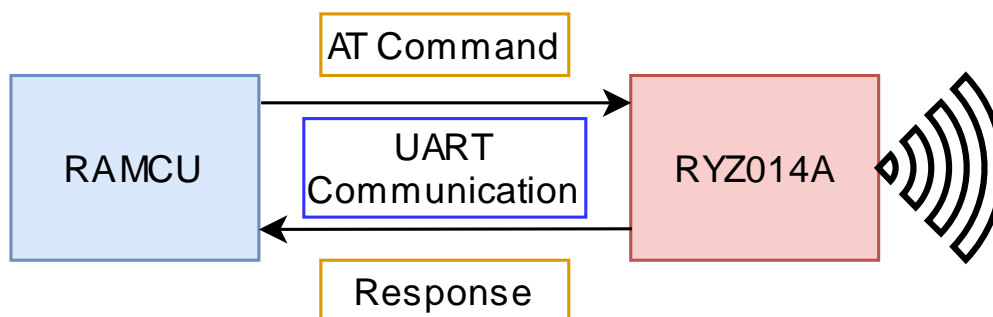 AT Command
RAMCU
UART
Communication
RYZ014A
Response